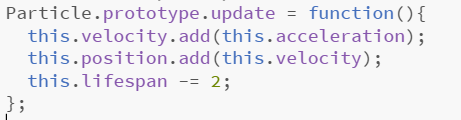 Particle.prototype.update = function(){
  this.velocity.add(this.acceleration);
  this.position.add(this.velocity);
  this.lifespan -= 2;
};